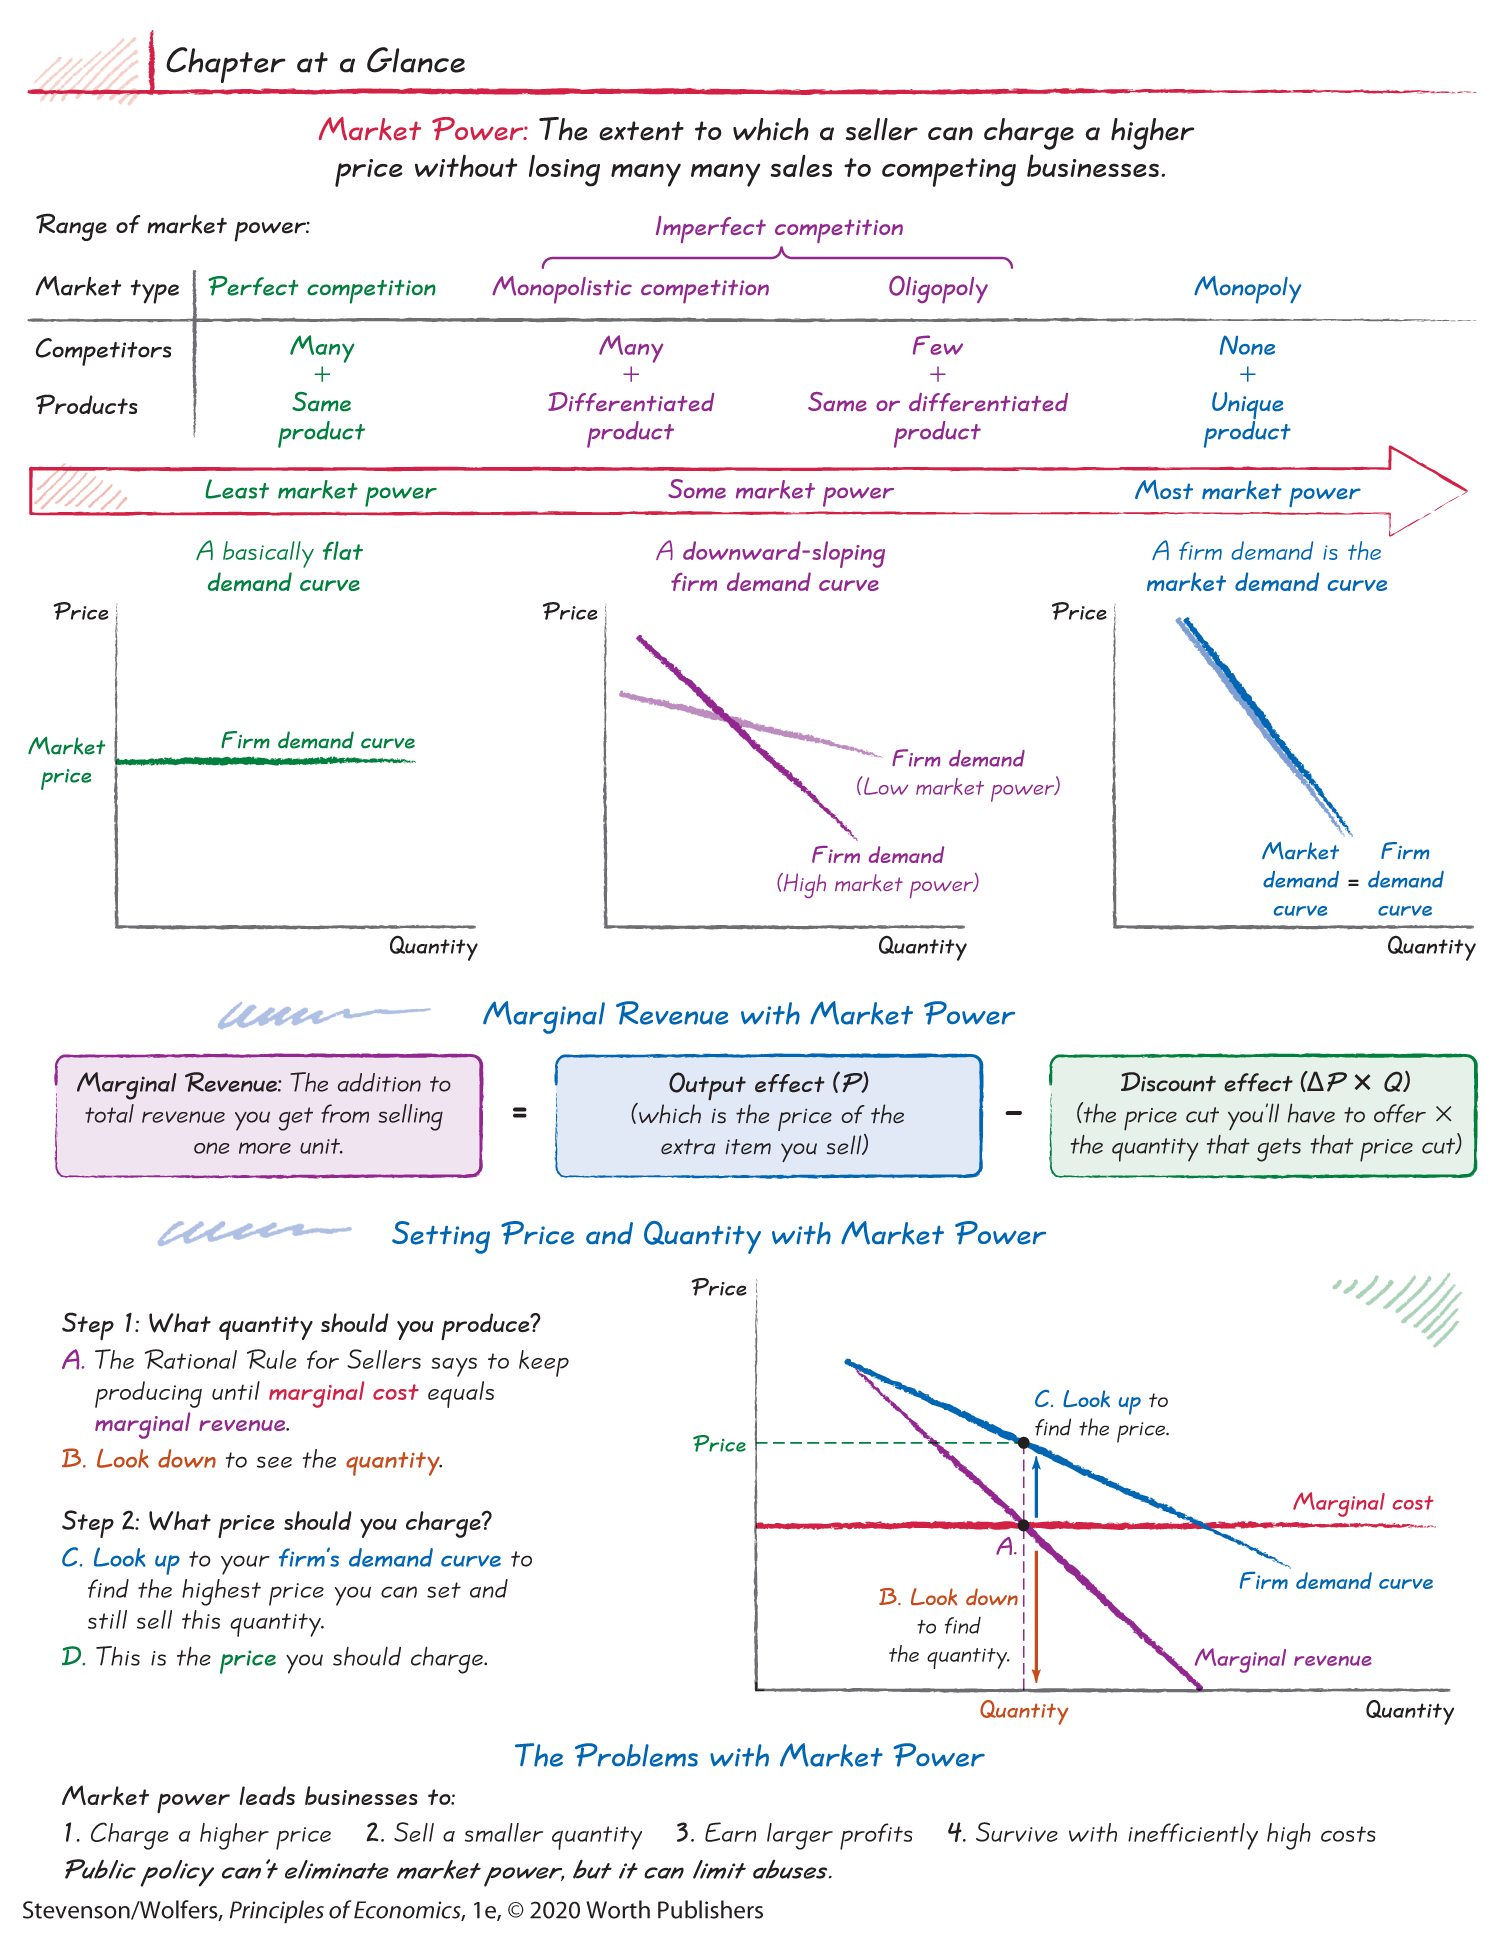 Chapter at a Glance
Market Power: The extent to which a seller can charge a higher
price without losing many many sales to competing businesses.
Range of market power:
Imperfect competition
Market type Perfect competition Monopolistic competition Oligopoly Monopoly
Competitors Many Many Few None
+ + + +
Products Same Differentiated Same or differentiated Unique
product product product product
Least market power Some market power Most market power
A basically flat
demand curve
A downward-sloping
firm demand curve
A firm demand is the
market demand curve
Price
Market
price
Firm demand curve
Quantity
Price
Firm demand
(Low market power)
Firm demand
(High market power)
Quantity
Price
Market Firm
demand = demand
curve curve
Quantity
Marginal Revenue with Market Power
Marginal Revenue: The addition to
total revenue you get from selling
one more unit.
=
Output effect (P)
(which is the price of the
extra item you sell)
−
Discount effect (ΔP × Q)
(the price cut you'll have to offer ×
the quantity that gets that price cut)
Setting Price and Quantity with Market Power
Step 1: What quantity should you produce?
A. The Rational Rule for Sellers says to keep
producing until marginal cost equals
marginal revenue.
B. Look down to see the quantity.
Step 2: What price should you charge?
C. Look up to your firm's demand curve to
find the highest price you can set and
still sell this quantity.
D. This is the price you should charge.
Price
C. Look up to
find the price.
Price
Marginal cost
A.
Firm demand curve
B. Look down
to find
the quantity.
Marginal revenue
Quantity
Quantity
The Problems with Market Power
Market power leads businesses to:
1. Charge a higher price 2. Sell a smaller quantity 3. Earn larger profits 4. Survive with inefficiently high costs
Public policy can't eliminate market power, but it can limit abuses.
Stevenson/Wolfers, Principles of Economics, 1e, © 2020 Worth Publishers